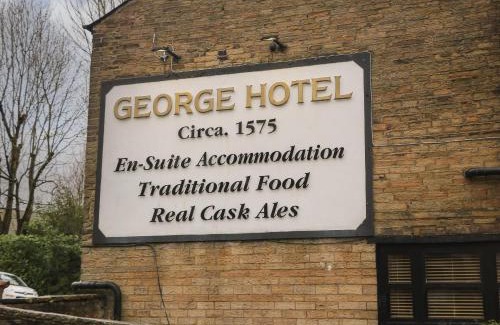 GEORGE HOTEL
Circa. 1575
En-Suite Accommodation
Traditional Food
Real Cask Ales